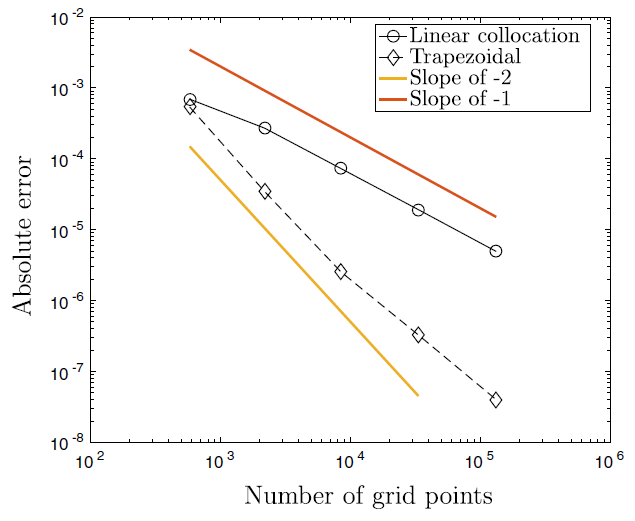 10^-2
10^-3
10^-4
10^-5
10^-6
10^-7
10^-8
Absolute error
Linear collocation
Trapezoidal
Slope of -2
Slope of -1
10^2
10^3
10^4
10^5
10^6
Number of grid points